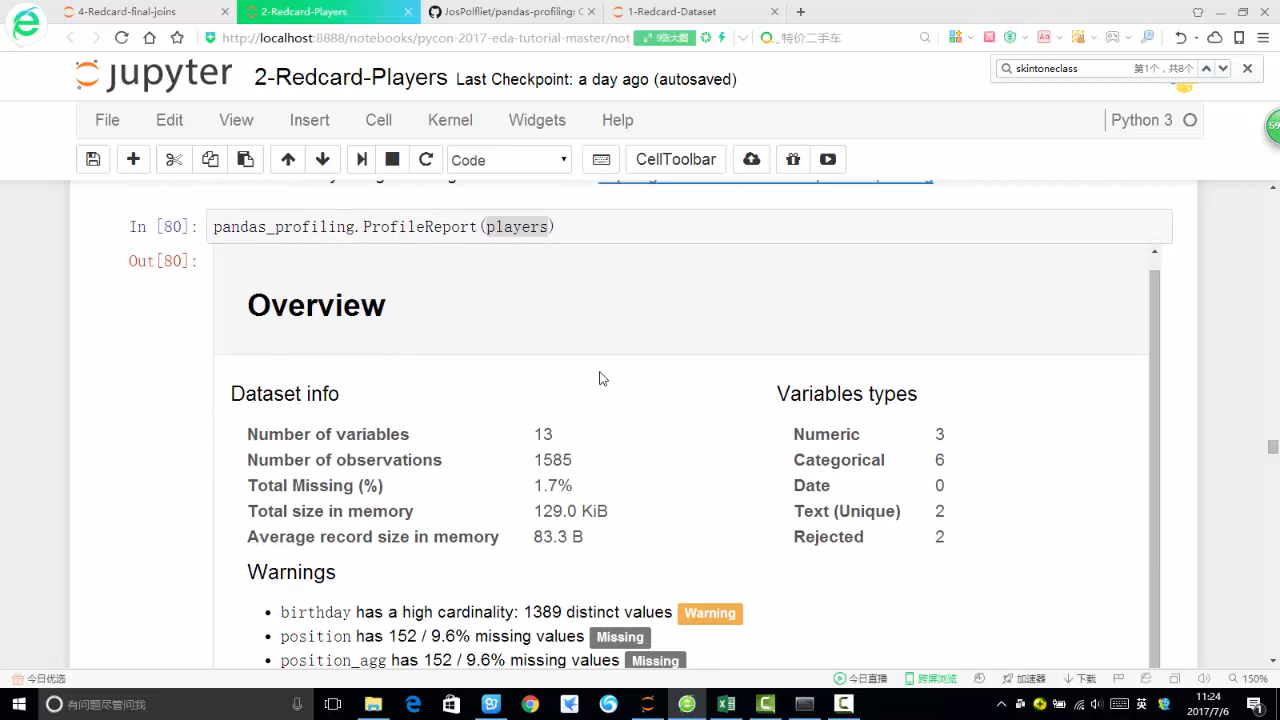 4-Redcard-final-joins
2-Redcard-Players
JosPolfliet/pandas-profiling: C
1-Redcard-Dataset
http://localhost:8888/notebooks/pycon-2017-eda-tutorial-master/not
9张大图
特价二手车
jupyter
2-Redcard-Players
Last Checkpoint: a day ago (autosaved)
skintoneclass
第1个，共8个
File
Edit
View
Insert
Cell
Kernel
Widgets
Help
Python 3
59
Code
CellToolbar
In [80]:
pandas_profiling.ProfileReport(players)
Out[80]:
Overview
Dataset info
Variables types
Number of variables 13
Numeric 3
Number of observations 1585
Categorical 6
Total Missing (%) 1.7%
Date 0
Total size in memory 129.0 KiB
Text (Unique) 2
Average record size in memory 83.3 B
Rejected 2
Warnings
birthday has a high cardinality: 1389 distinct values Warning
position has 152 / 9.6% missing values Missing
position_agg has 152 / 9.6% missing values Missing
今日优选
今日直播
跨屏浏览
加速器
下载
150%
有问题尽管问我
英
11:24
2017/7/6